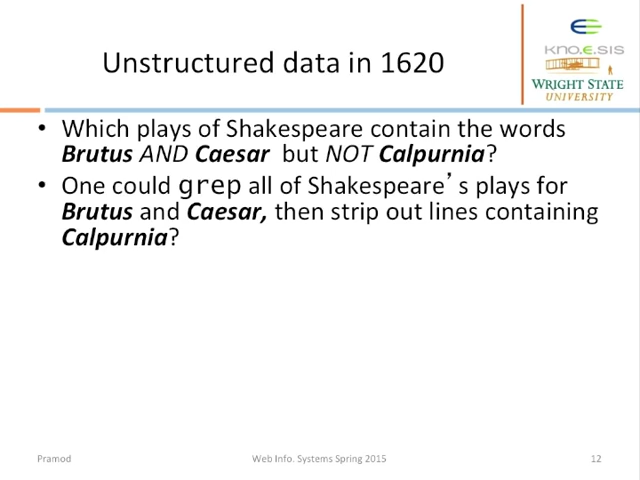 Unstructured data in 1620
kno.e.sis
WRIGHT STATE
UNIVERSITY
• Which plays of Shakespeare contain the words
Brutus AND Caesar but NOT Calpurnia?
• One could grep all of Shakespeare's plays for
Brutus and Caesar, then strip out lines containing
Calpurnia?
Pramod
Web Info. Systems Spring 2015
12